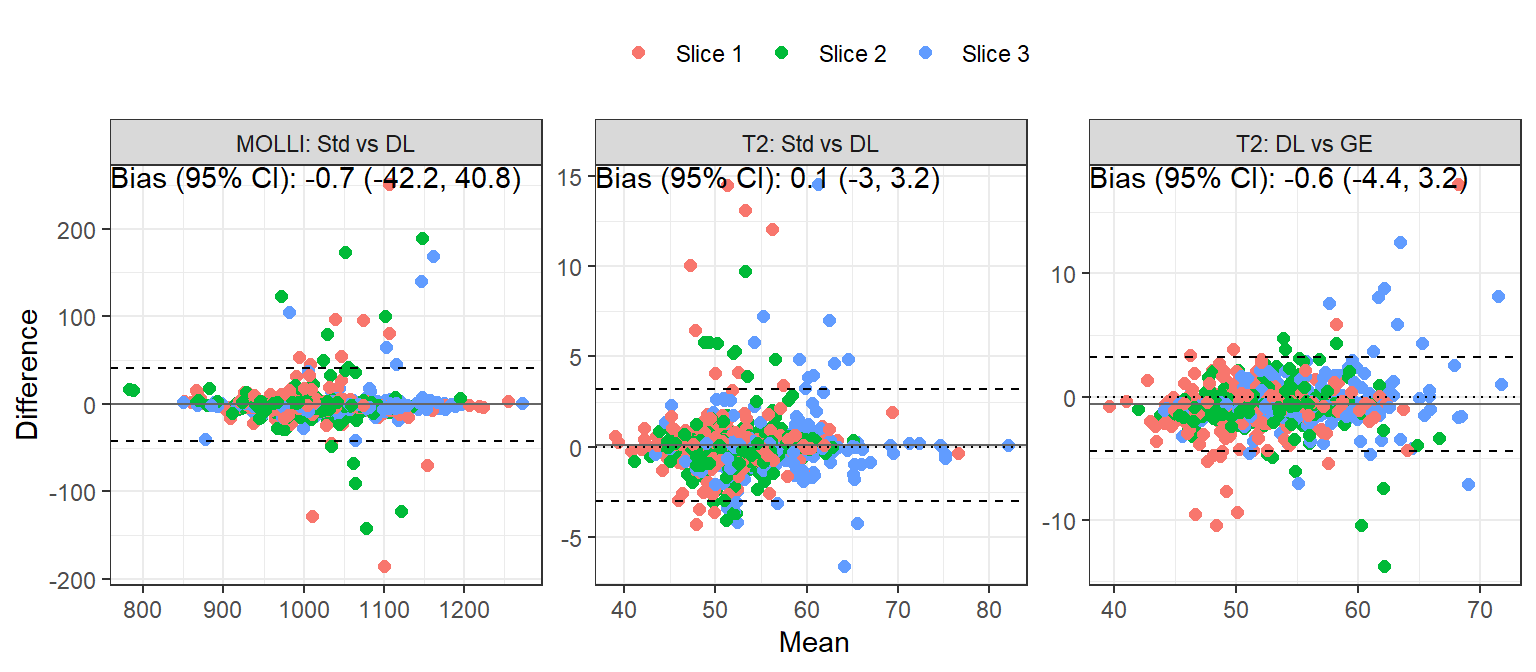 Slice 1 Slice 2 Slice 3
MOLLI: Std vs DL
T2: Std vs DL
T2: DL vs GE
Bias (95% CI): -0.7 (-42.2, 40.8)
Bias (95% CI): 0.1 (-3, 3.2)
Bias (95% CI): -0.6 (-4.4, 3.2)
Difference
200
100
0
-100
-200
15
10
5
0
-5
10
0
-10
800 900 1000 1100 1200
40 50 60 70 80
40 50 60 70
Mean